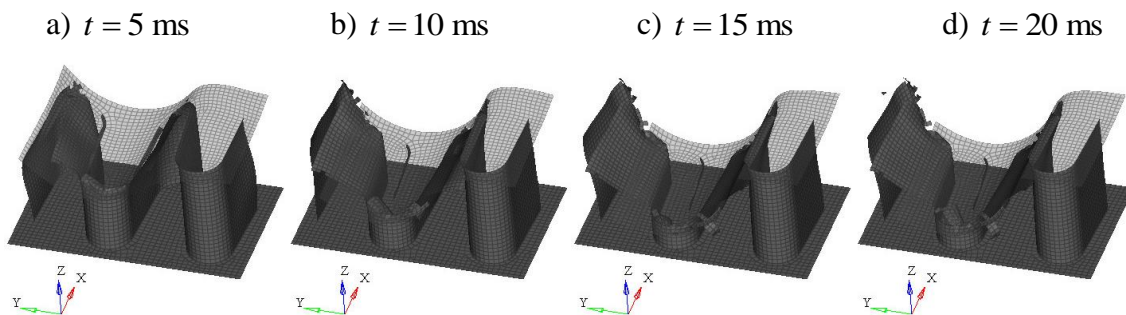 a) t = 5 ms
b) t = 10 ms
c) t = 15 ms
d) t = 20 ms
Z
X
Y
Z
X
Y
Z
X
Y
Z
X
Y